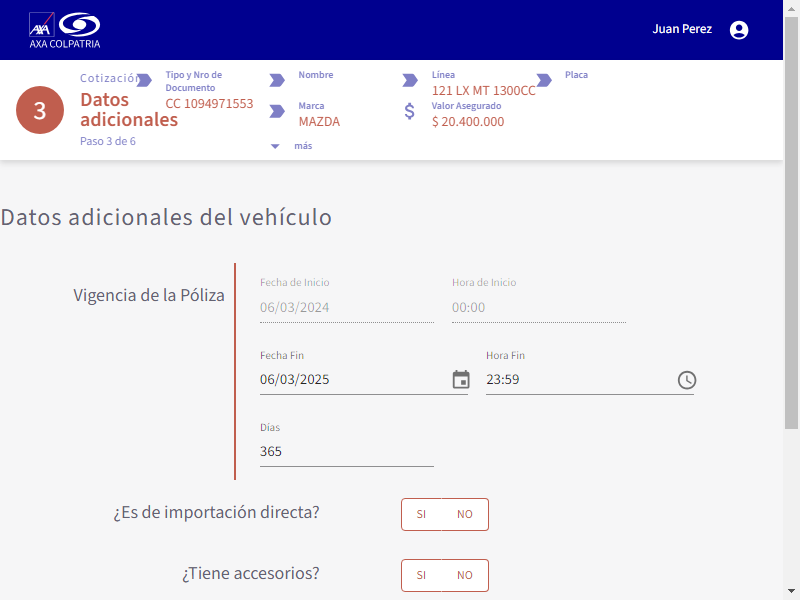 AXA
AXA COLPATRIA
Juan Perez
3
Cotización
Datos
adicionales
Paso 3 de 6
Tipo y Nro de
Documento
CC 1094971553
Nombre
Marca
MAZDA
más
Línea
121 LX MT 1300CC
$
Valor Asegurado
$ 20.400.000
Placa
Datos adicionales del vehículo
Vigencia de la Póliza
Fecha de Inicio
06/03/2024
Hora de Inicio
00:00
Fecha Fin
06/03/2025
Hora Fin
23:59
Días
365
¿Es de importación directa?
SI NO
¿Tiene accesorios?
SI NO